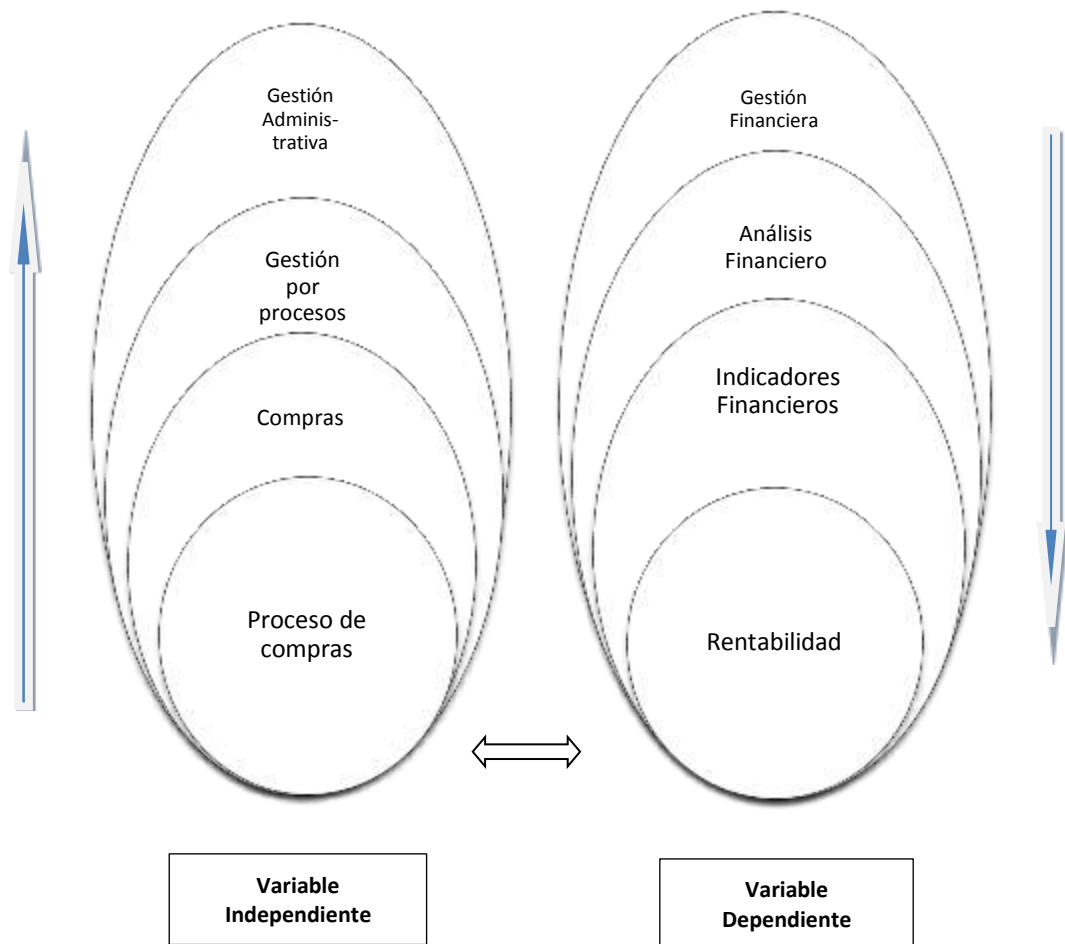 Gestión
Adminis-
trativa
Gestión
por
procesos
Compras
Proceso de
compras
Gestión
Financiera
Análisis
Financiero
Indicadores
Financieros
Rentabilidad
Variable
Independiente
Variable
Dependiente